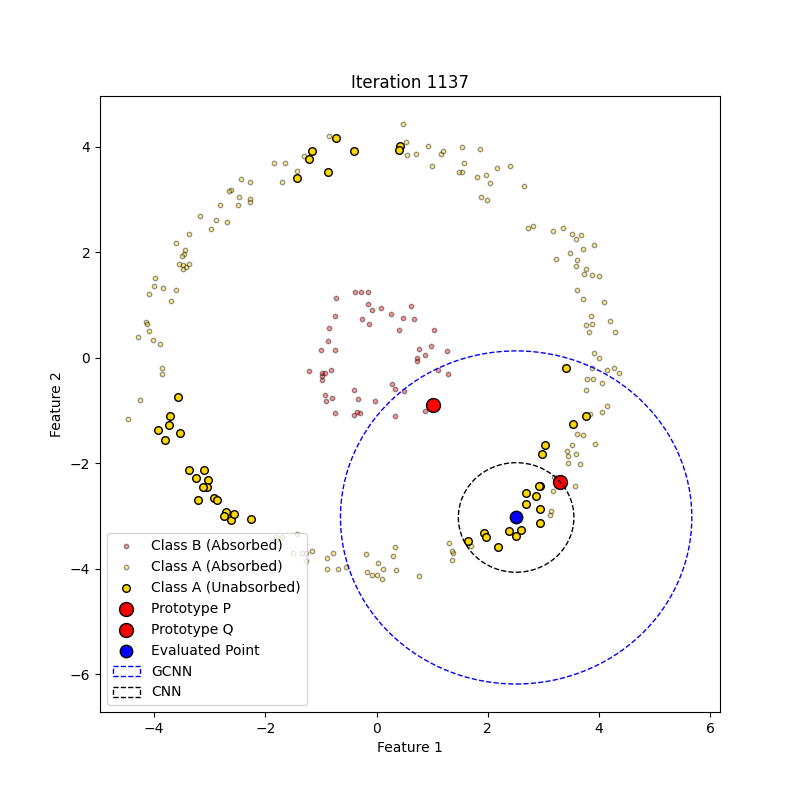 Iteration 1137
Feature 2
4
2
0
−2
−4
−6
Class B (Absorbed)
Class A (Absorbed)
Class A (Unabsorbed)
Prototype P
Prototype Q
Evaluated Point
GCNN
CNN
−4
−2
0
2
4
6
Feature 1